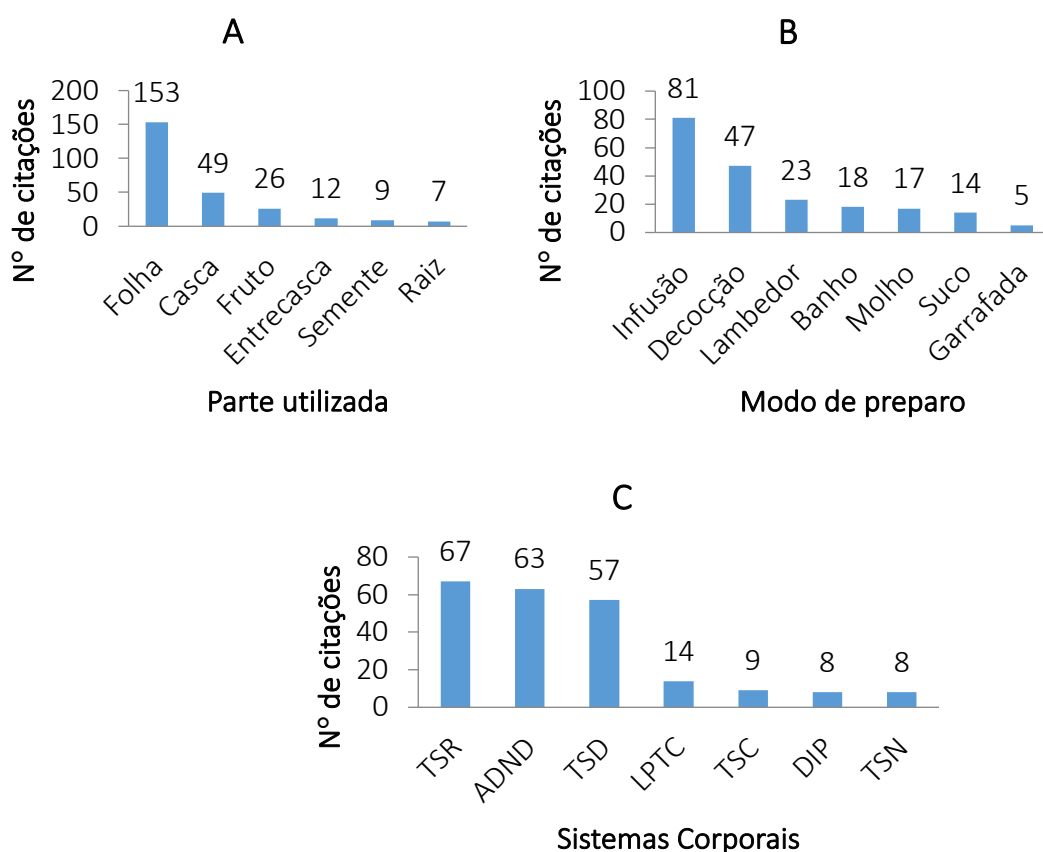 A
Nº de citações
200
150
100
50
0
153
49
26
12
9
7
Folha
Casca
Fruto
Entrecasca
Semente
Raiz
Parte utilizada
B
Nº de citações
100
80
60
40
20
0
81
47
23
18
17
14
5
Infusão
Decocção
Lambedor
Banho
Molho
Suco
Garrafada
Modo de preparo
C
Nº de citações
80
60
40
20
0
67
63
57
14
9
8
8
TSR
ADND
TSD
LPTC
TSC
DIP
TSN
Sistemas Corporais